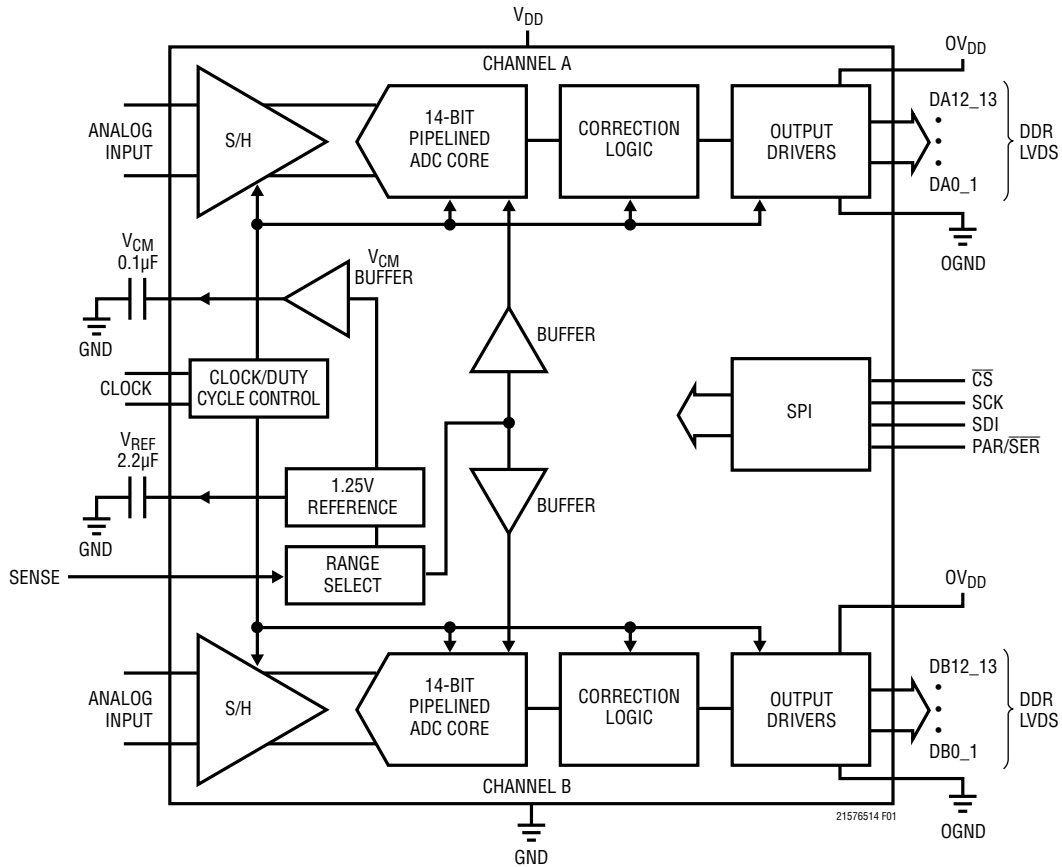 VDD
CHANNEL A
OVDD
ANALOG
INPUT
S/H
14-BIT
PIPELINED
ADC CORE
CORRECTION
LOGIC
OUTPUT
DRIVERS
DA12_13
•
•
•
DA0_1
DDR
LVDS
OGND
VCM
0.1µF
GND
VCM
BUFFER
BUFFER
CLOCK
CLOCK/DUTY
CYCLE CONTROL
SPI
CS
SCK
SDI
PAR/SER
VREF
2.2µF
GND
1.25V
REFERENCE
BUFFER
SENSE
RANGE
SELECT
OVDD
ANALOG
INPUT
S/H
14-BIT
PIPELINED
ADC CORE
CORRECTION
LOGIC
OUTPUT
DRIVERS
DB12_13
•
•
•
DB0_1
DDR
LVDS
CHANNEL B
GND
21576514 F01
OGND